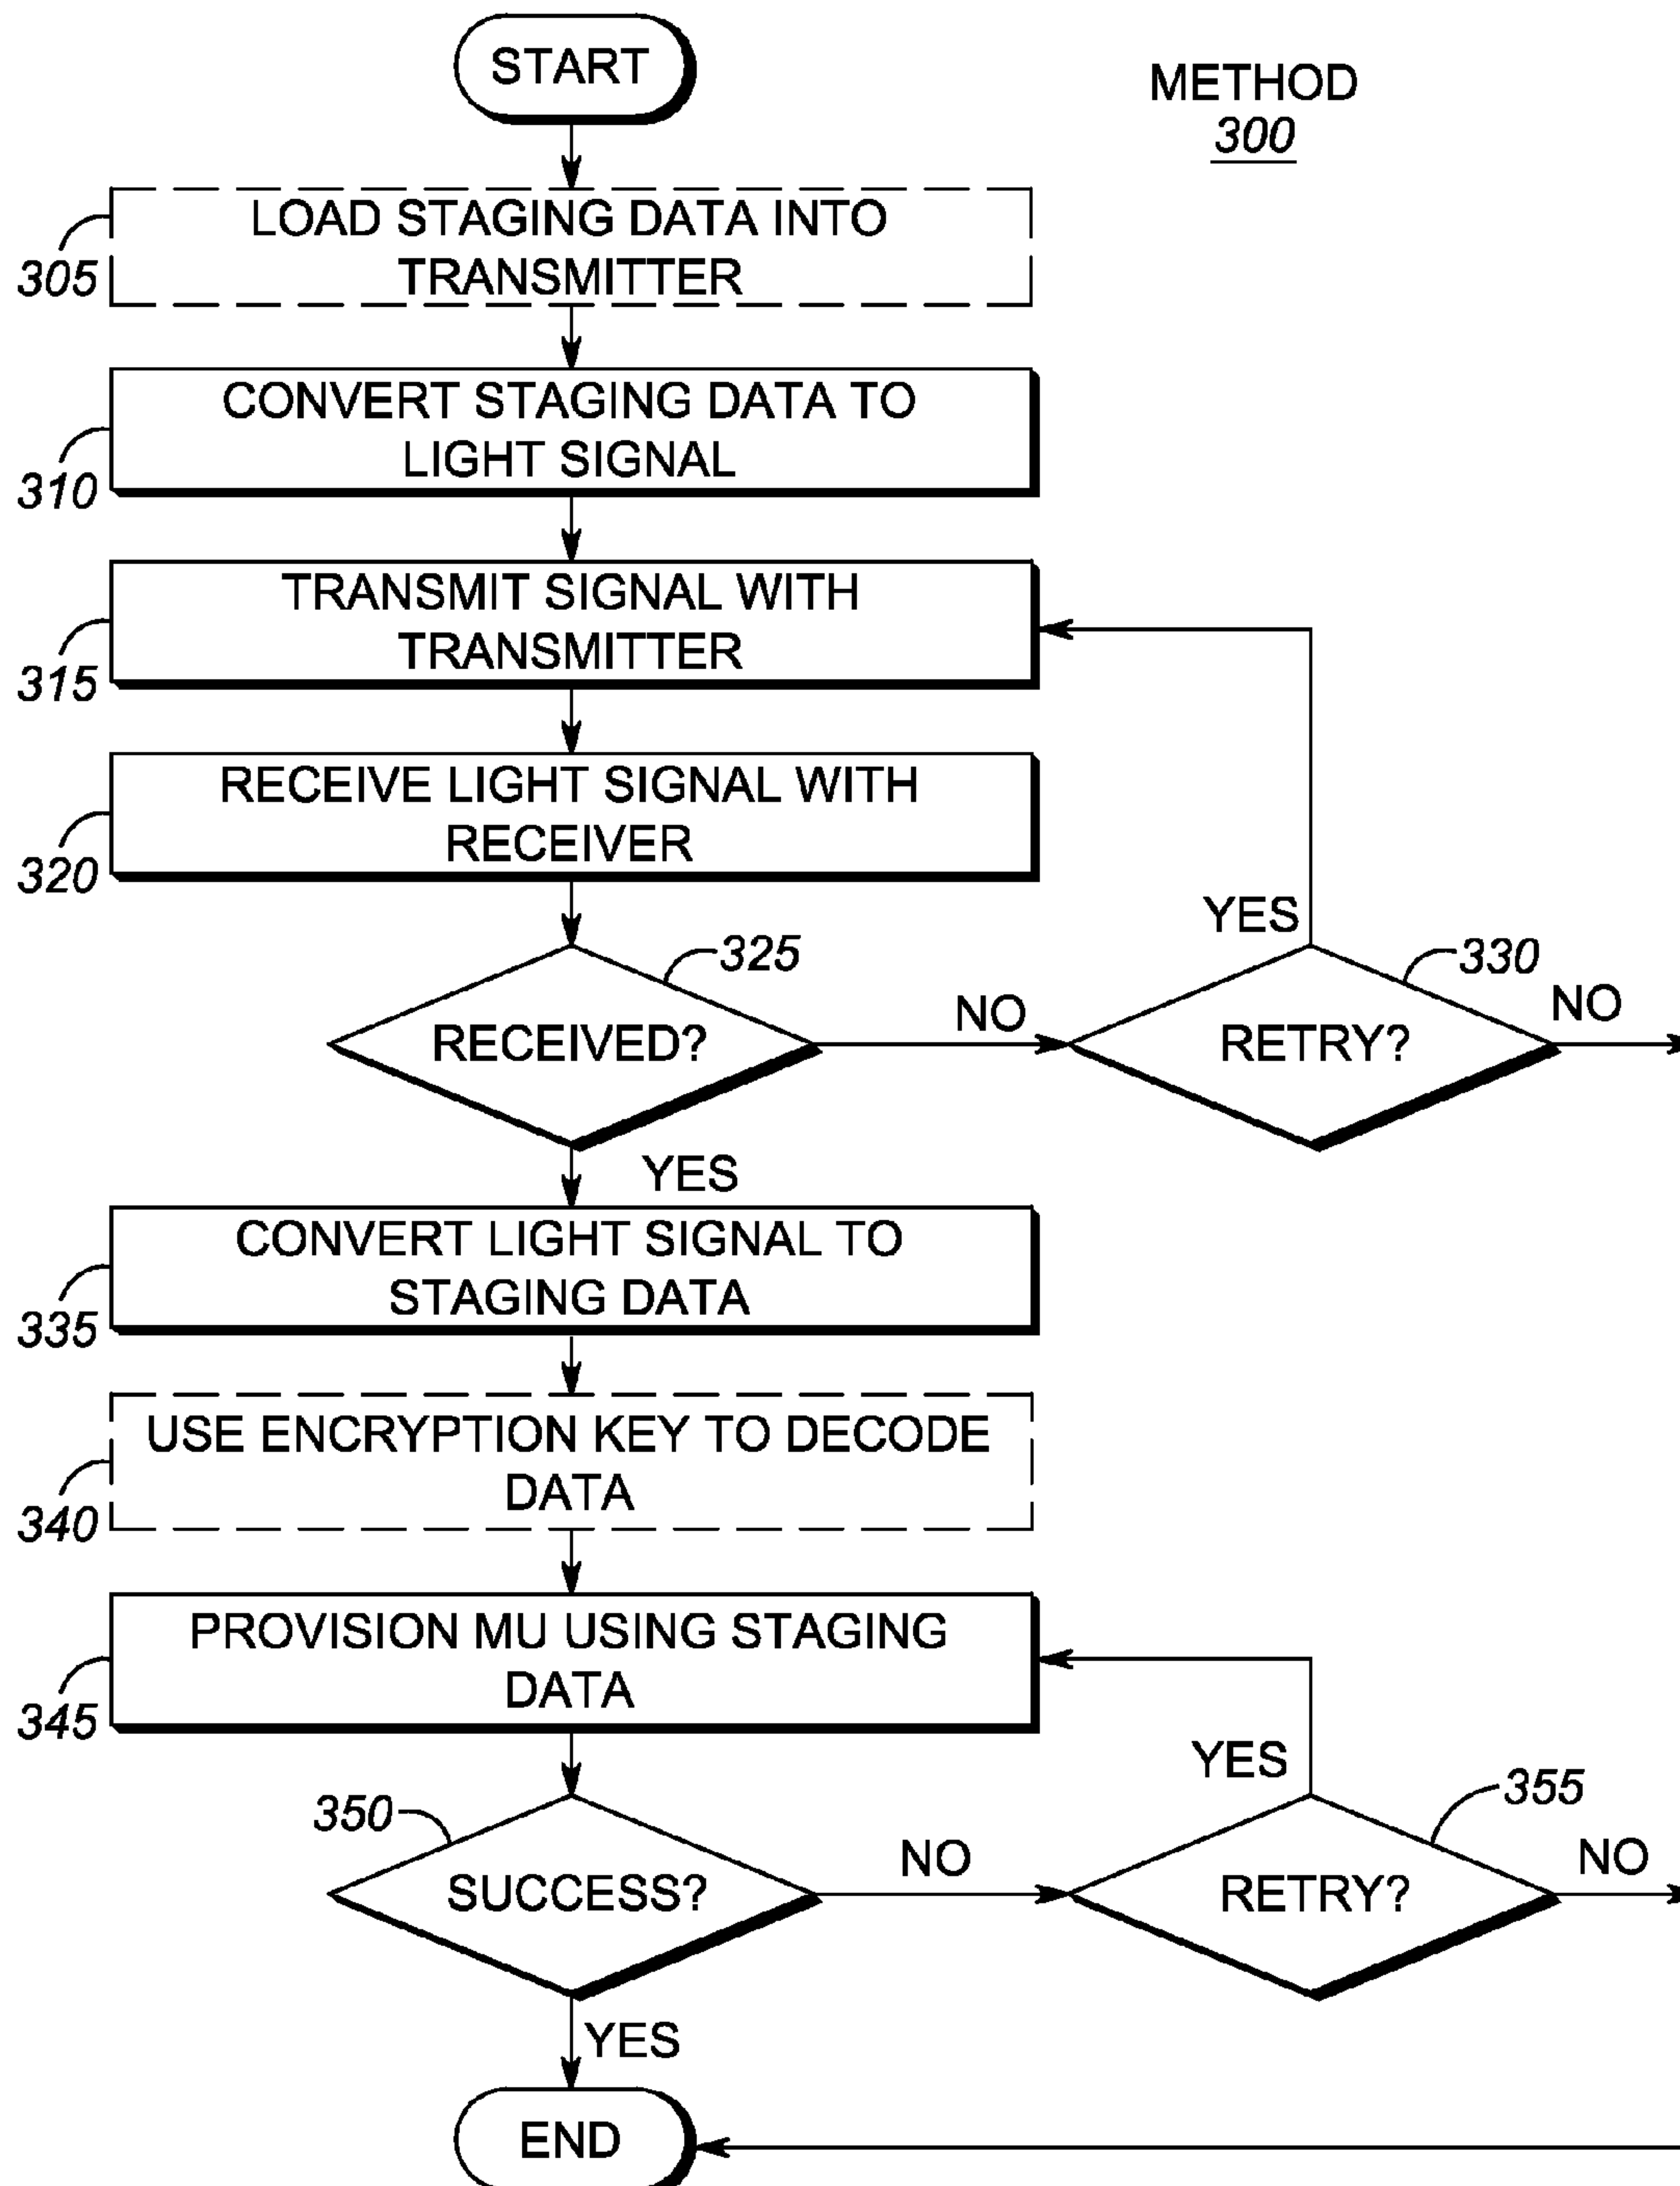 START
METHOD
300
LOAD STAGING DATA INTO
TRANSMITTER
305
CONVERT STAGING DATA TO
LIGHT SIGNAL
310
TRANSMIT SIGNAL WITH
TRANSMITTER
315
RECEIVE LIGHT SIGNAL WITH
RECEIVER
320
YES
325
330
RECEIVED?
NO
RETRY?
NO
YES
CONVERT LIGHT SIGNAL TO
STAGING DATA
335
USE ENCRYPTION KEY TO DECODE
DATA
340
PROVISION MU USING STAGING
DATA
345
YES
350
355
SUCCESS?
NO
RETRY?
NO
YES
END